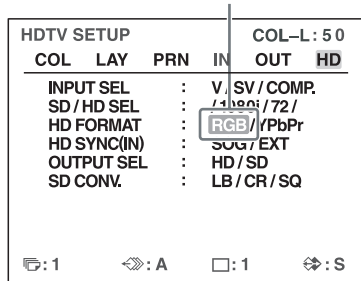 HDTV SETUP COL–L:50
COL LAY PRN IN OUT HD
INPUT SEL : V / SV / COMP.
SD / HD SEL : / 1080i / 72 /
HD FORMAT : RGB / YPbPr
HD SYNC(IN) : SOG / EXT
OUTPUT SEL : HD / SD
SD CONV. : LB / CR / SQ
:1 :A :1 :S